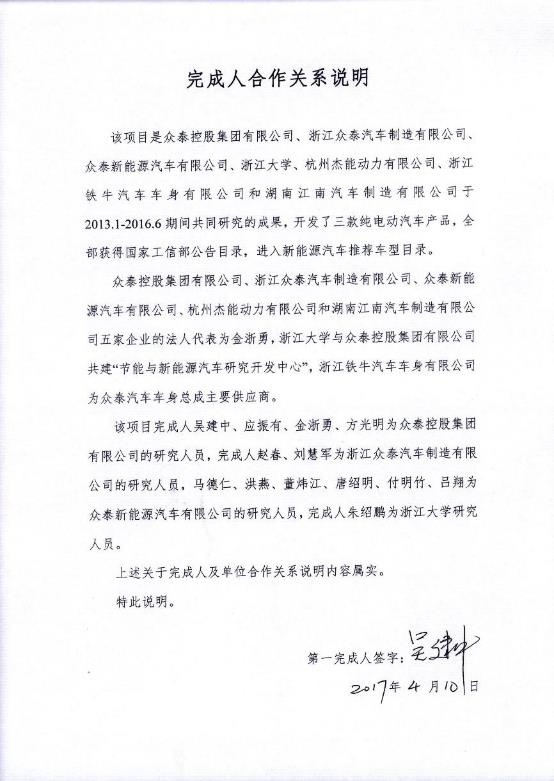 完成人合作关系说明
该项目是众泰控股集团有限公司、浙江众泰汽车制造有限公司、
众泰新能源汽车有限公司、浙江大学、杭州杰能动力有限公司、浙江
铁牛汽车车身有限公司和湖南江南汽车制造有限公司于
2013.1-2016.6 期间共同研究的成果，开发了三款纯电动汽车产品，全
部获得国家工信部公告目录，进入新能源汽车推荐车型目录。
众泰控股集团有限公司、浙江众泰汽车制造有限公司、众泰新能
源汽车有限公司、杭州杰能动力有限公司和湖南江南汽车制造有限公
司五家企业的法人代表为金浙勇，浙江大学与众泰控股集团有限公司
共建“节能与新能源汽车研究开发中心”，浙江铁牛汽车车身有限公司
为众泰汽车车身总成主要供应商。
该项目完成人吴建中、应振有、金浙勇、方光明为众泰控股集团
有限公司的研究人员，完成人赵春、刘慧军为浙江众泰汽车制造有限
公司的研究人员，马德仁、洪燕、董炜江、唐绍明、付明竹、吕翔为
众泰新能源汽车有限公司的研究人员，完成人朱绍鹏为浙江大学研究
人员。
上述关于完成人及单位合作关系说明内容属实。
特此说明。
第一完成人签字：吴建中
2017年 4 月 10 日